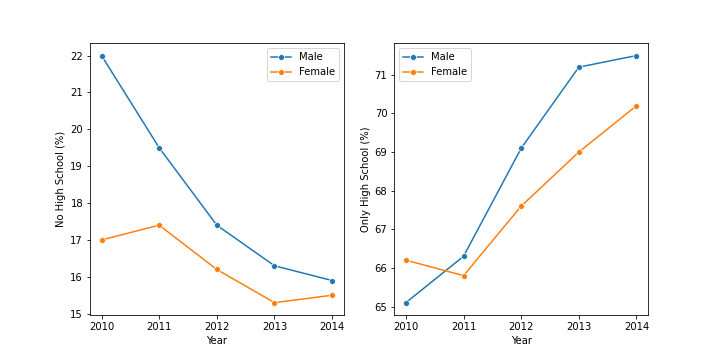 Male
Female
22
21
20
19
18
17
16
15
No High School (%)
2010 2011 2012 2013 2014
Year
Male
Female
71
70
69
68
67
66
65
Only High School (%)
2010 2011 2012 2013 2014
Year